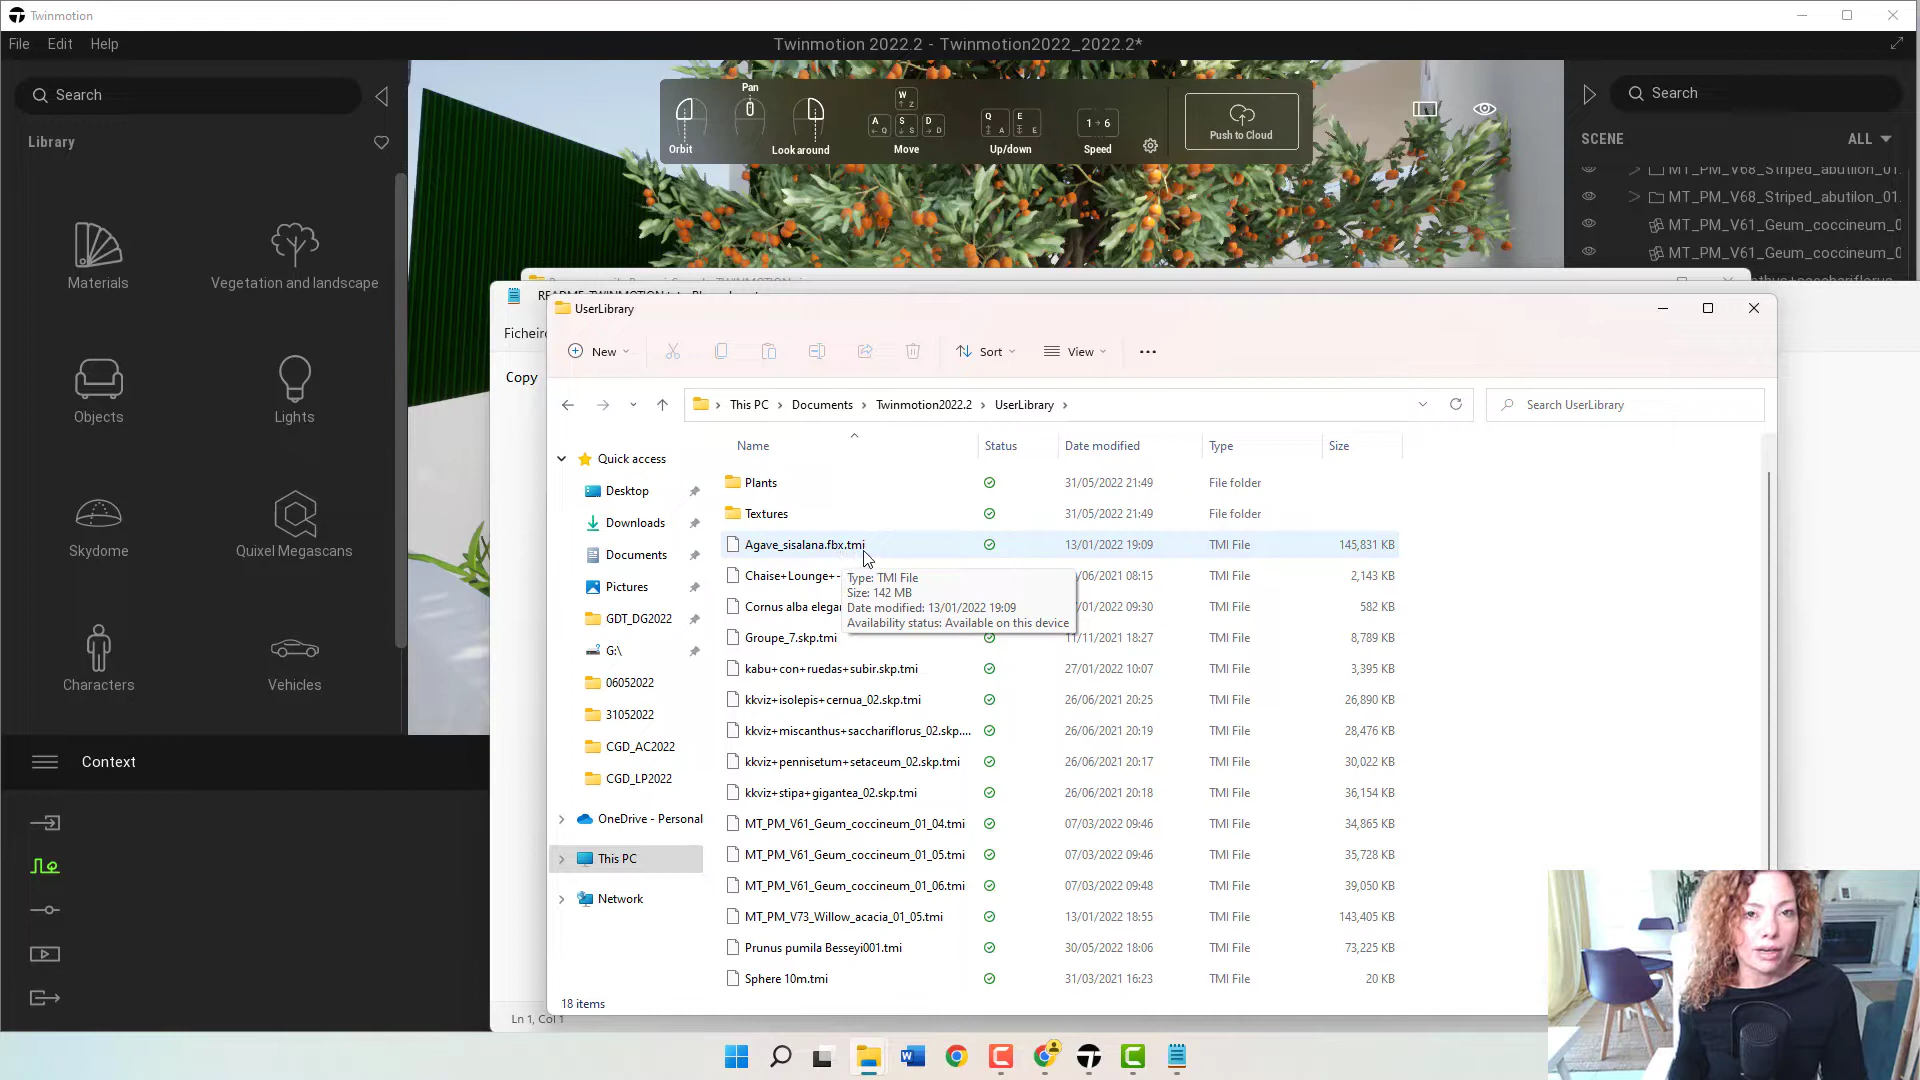 Twinmotion
File Edit Help
Twinmotion 2022.2 - Twinmotion2022_2022.2*
Search
Library
Materials
Vegetation and landscape
Objects
Lights
Skydome
Quixel Megascans
Characters
Vehicles
Context
Pan
Orbit
Look around
W
Z
A
Q
S
S
D
D
Move
Q
A
E
E
Up/down
1 → 6
Speed
Push to Cloud
Search
SCENE
ALL
MT_PM_V68_Striped_abutilon_01.
MT_PM_V68_Striped_abutilon_01.
MT_PM_V61_Geum_coccineum_0
MT_PM_V61_Geum_coccineum_0
Ficheiro
Copy
Ln 1, Col 1
UserLibrary
New
Sort
View
This PC > Documents > Twinmotion2022.2 > UserLibrary >
Search UserLibrary
Quick access
Desktop
Downloads
Documents
Pictures
GDT_DG2022
G:\
06052022
31052022
CGD_AC2022
CGD_LP2022
OneDrive - Personal
This PC
Network
Name Status Date modified Type Size
Plants 31/05/2022 21:49 File folder
Textures 31/05/2022 21:49 File folder
Agave_sisalana.fbx.tmi 13/01/2022 19:09 TMI File 145,831 KB
Chaise+Lounge+- /06/2021 08:15 TMI File 2,143 KB
Cornus alba elegan /01/2022 09:30 TMI File 582 KB
Groupe_7.skp.tmi 11/11/2021 18:27 TMI File 8,789 KB
kabu+con+ruedas+subir.skp.tmi 27/01/2022 10:07 TMI File 3,395 KB
kkviz+isolepis+cernua_02.skp.tmi 26/06/2021 20:25 TMI File 26,890 KB
kkviz+miscanthus+sacchariflorus_02.skp.... 26/06/2021 20:19 TMI File 28,476 KB
kkviz+pennisetum+setaceum_02.skp.tmi 26/06/2021 20:17 TMI File 30,022 KB
kkviz+stipa+gigantea_02.skp.tmi 26/06/2021 20:18 TMI File 36,154 KB
MT_PM_V61_Geum_coccineum_01_04.tmi 07/03/2022 09:46 TMI File 34,865 KB
MT_PM_V61_Geum_coccineum_01_05.tmi 07/03/2022 09:46 TMI File 35,728 KB
MT_PM_V61_Geum_coccineum_01_06.tmi 07/03/2022 09:48 TMI File 39,050 KB
MT_PM_V73_Willow_acacia_01_05.tmi 13/01/2022 18:55 TMI File 143,405 KB
Prunus pumila Besseyi001.tmi 30/05/2022 18:06 TMI File 73,225 KB
Sphere 10m.tmi 31/03/2021 16:23 TMI File 20 KB
Type: TMI File
Size: 142 MB
Date modified: 13/01/2022 19:09
Availability status: Available on this device
18 items